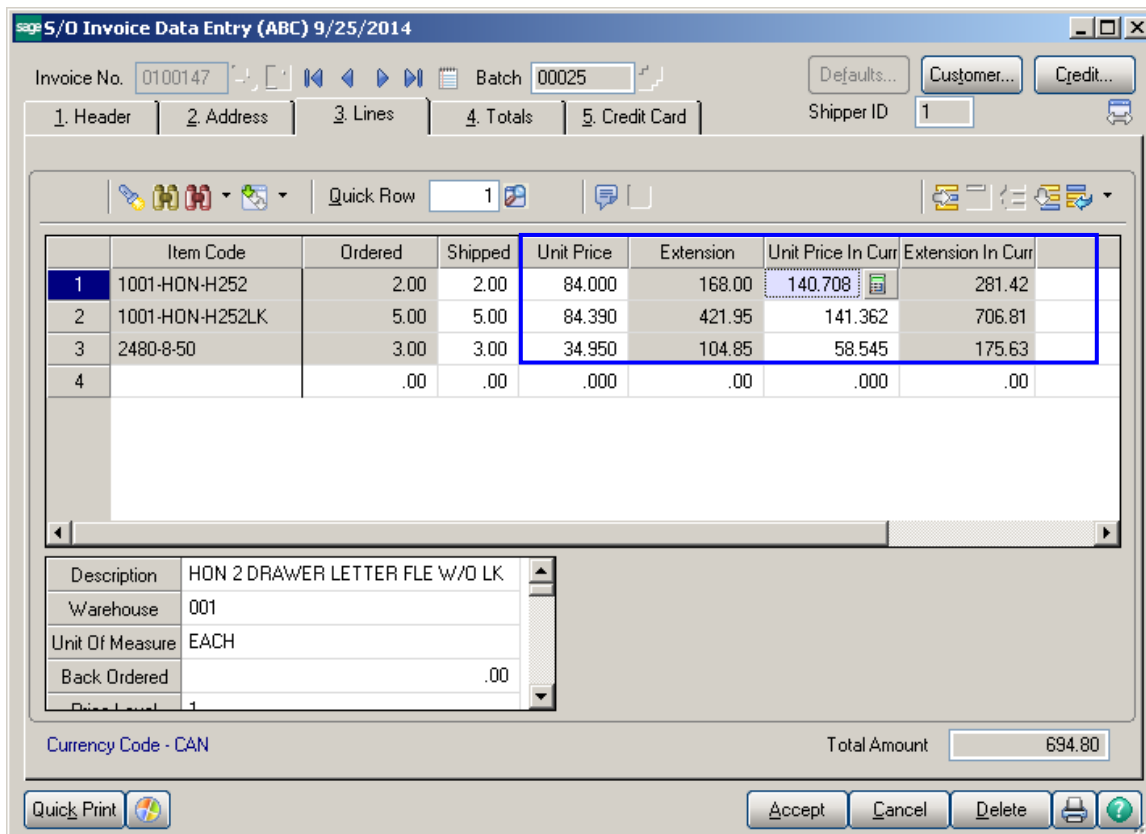 sage S/O Invoice Data Entry (ABC) 9/25/2014
Invoice No. 0100147 Batch 00025 Defaults... Customer... Credit...
1. Header 2. Address 3. Lines 4. Totals 5. Credit Card Shipper ID 1
Quick Row 1
Item Code Ordered Shipped Unit Price Extension Unit Price In Curr Extension In Curr
1 1001-HON-H252 2.00 2.00 84.000 168.00 140.708 281.42
2 1001-HON-H252LK 5.00 5.00 84.390 421.95 141.362 706.81
3 2480-8-50 3.00 3.00 34.950 104.85 58.545 175.63
4 .00 .00 .000 .00 .000 .00
Description HON 2 DRAWER LETTER FLE W/O LK
Warehouse 001
Unit Of Measure EACH
Back Ordered .00
Price Level 1
Currency Code - CAN Total Amount 694.80
Quick Print Accept Cancel Delete